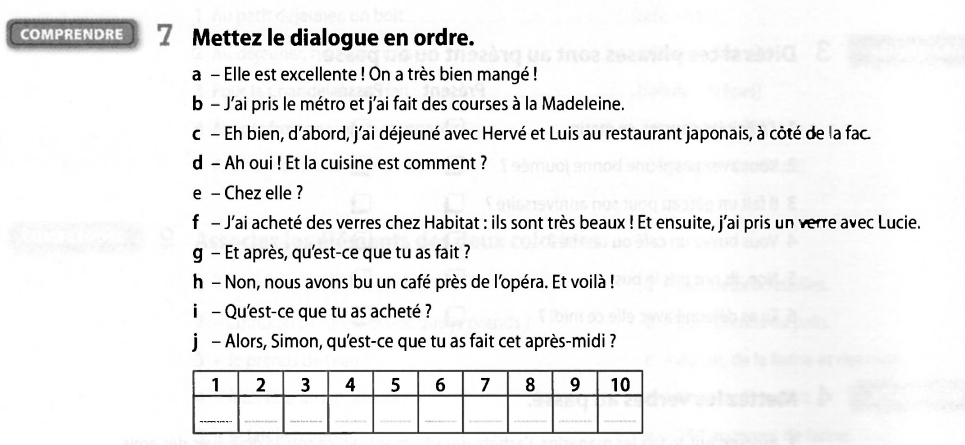 COMPRENDRE 7 Mettez le dialogue en ordre.
a – Elle est excellente ! On a très bien mangé !
b – J'ai pris le métro et j'ai fait des courses à la Madeleine.
c – Eh bien, d'abord, j'ai déjeuné avec Hervé et Luis au restaurant japonais, à côté de la fac.
d – Ah oui ! Et la cuisine est comment ?
e – Chez elle ?
f – J'ai acheté des verres chez Habitat : ils sont très beaux ! Et ensuite, j'ai pris un verre avec Lucie.
g – Et après, qu'est-ce que tu as fait ?
h – Non, nous avons bu un café près de l'opéra. Et voilà !
i – Qu'est-ce que tu as acheté ?
j – Alors, Simon, qu'est-ce que tu as fait cet après-midi ?
1 2 3 4 5 6 7 8 9 10